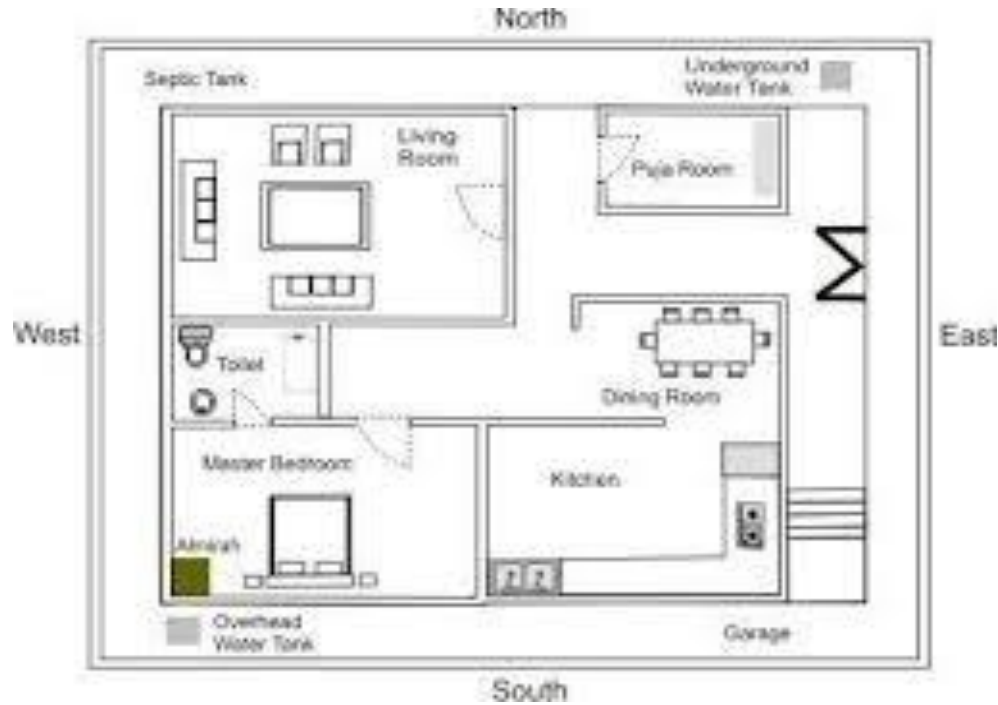 North
Septic Tank
Underground
Water Tank
Living
Room
Puja Room
West
East
Toilet
Dining Room
Master Bedroom
Kitchen
Almirah
Overhead
Water Tank
Garage
South